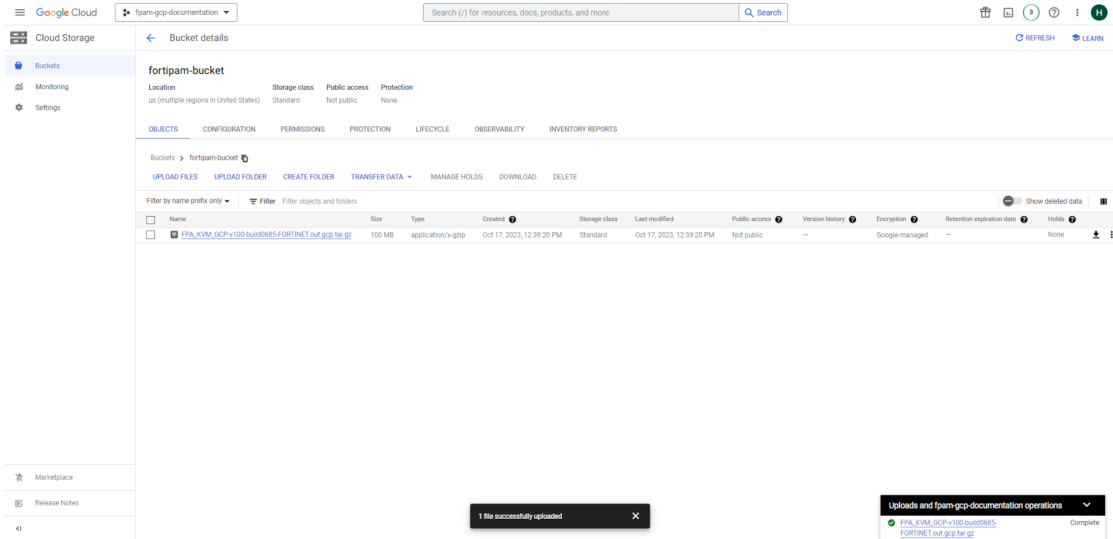 Google Cloud
fpam-gcp-documentation
Search (/) for resources, docs, products, and more
Search
3
H
Cloud Storage
Bucket details
REFRESH
LEARN
Buckets
Monitoring
Settings
fortipam-bucket
Location Storage class Public access Protection
us (multiple regions in United States) Standard Not public None
OBJECTS CONFIGURATION PERMISSIONS PROTECTION LIFECYCLE OBSERVABILITY INVENTORY REPORTS
Buckets > fortipam-bucket
UPLOAD FILES UPLOAD FOLDER CREATE FOLDER TRANSFER DATA MANAGE HOLDS DOWNLOAD DELETE
Filter by name prefix only Filter Filter objects and folders Show deleted data
Name Size Type Created Storage class Last modified Public access Version history Encryption Retention expiration date Holds
FPA_KVM_GCP-v100-build0685-FORTINET.out.gcp.tar.gz 100 MB application/x-gzip Oct 17, 2023, 12:39:20 PM Standard Oct 17, 2023, 12:39:20 PM Not public — Google-managed — None
Marketplace
Release Notes
1 file successfully uploaded
Uploads and fpam-gcp-documentation operations
FPA_KVM_GCP-v100-build0685- Complete
FORTINET.out.gcp.tar.gz